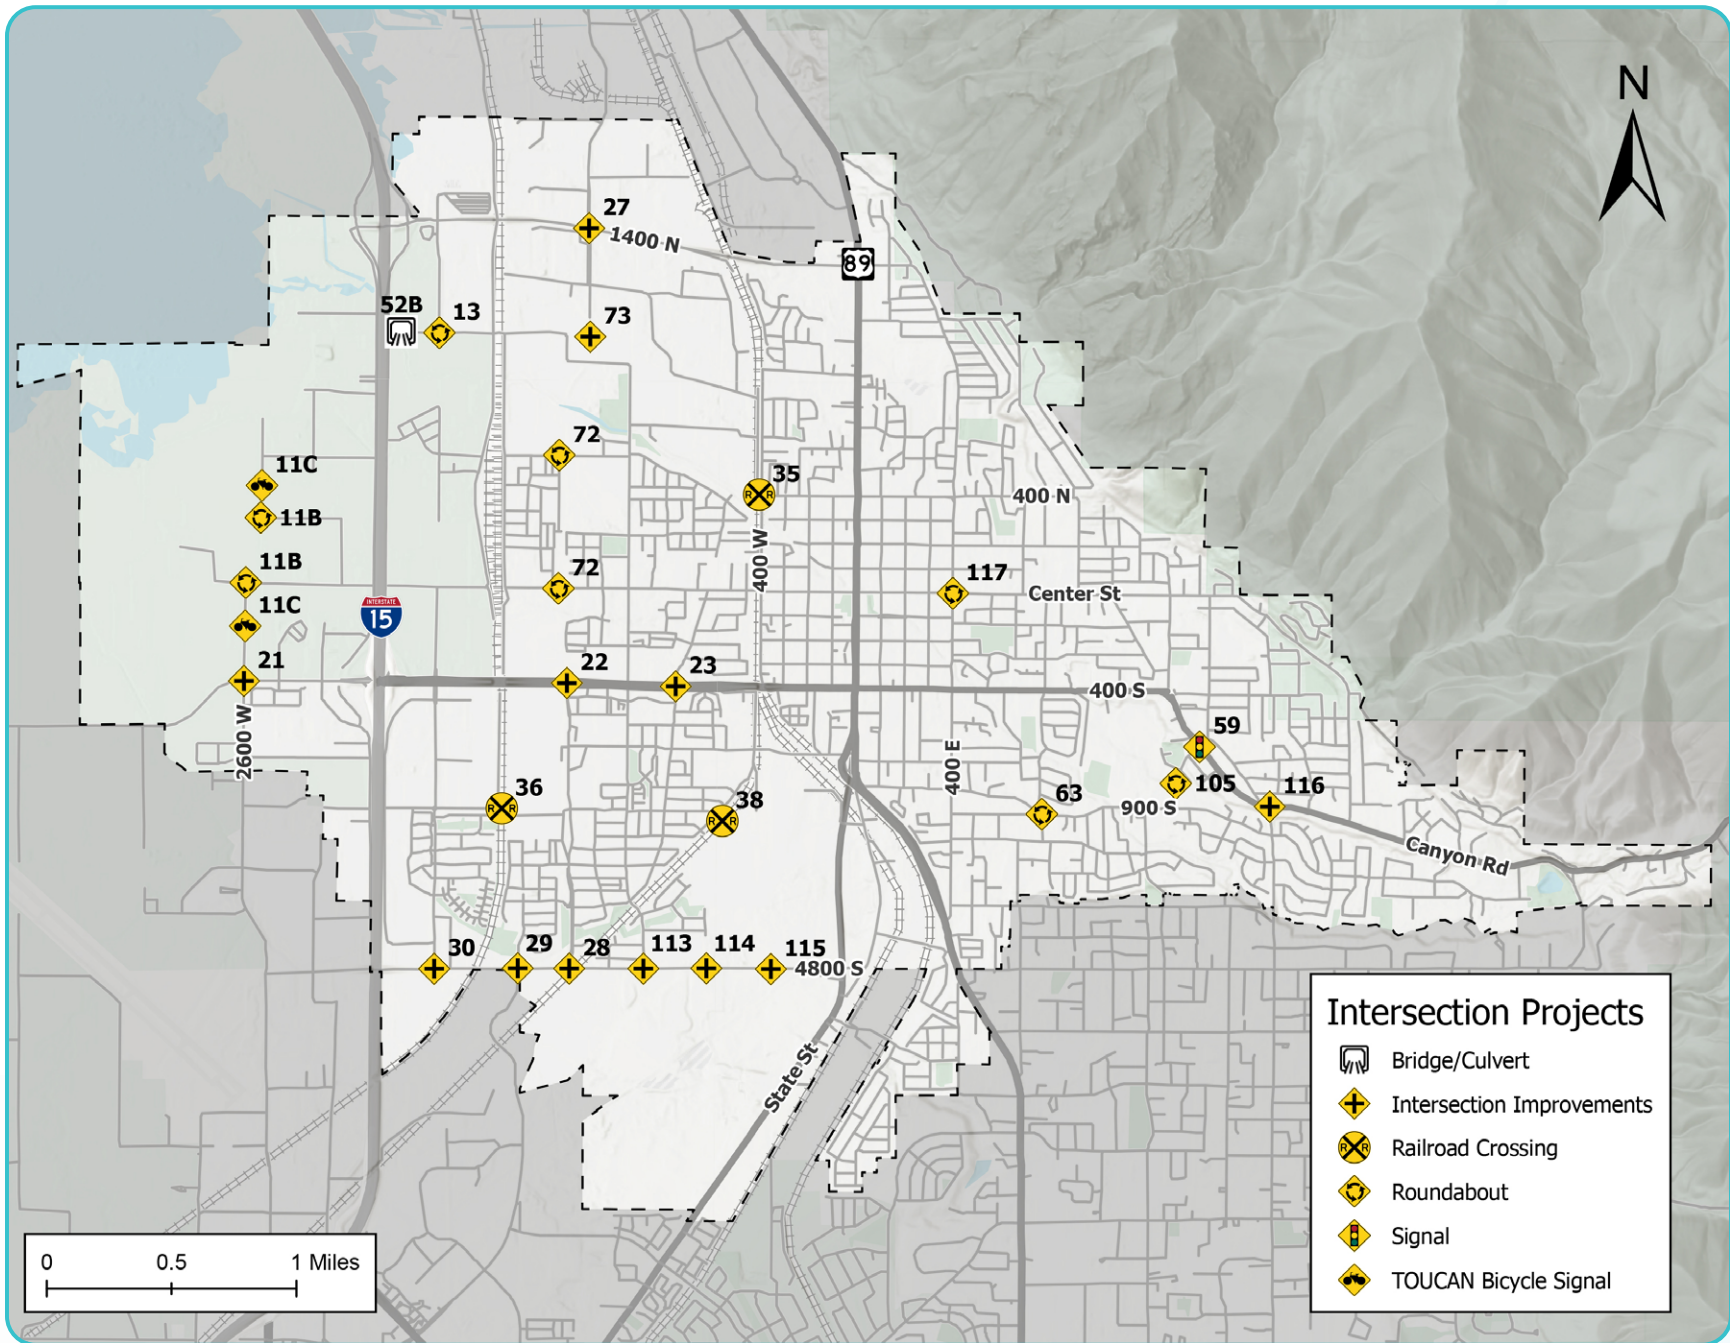 N
27
1400 N
89
52B
13
73
72
11C
35
400 N
11B
400 W
11B
72
117
Center St
11C
INTERSTATE
15
21
22
23
400 S
2600 W
59
400 E
36
38
63
105
116
900 S
Canyon Rd
30
29
28
113
114
115
4800 S
State St
Intersection Projects
Bridge/Culvert
Intersection Improvements
R R
Railroad Crossing
Roundabout
Signal
TOUCAN Bicycle Signal
0 0.5 1 Miles